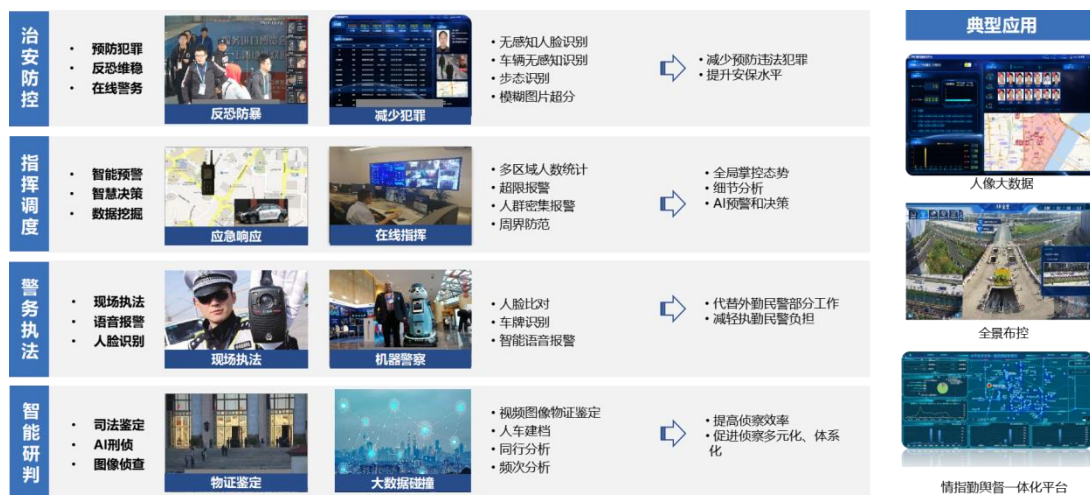 治安防控
• 预防犯罪
• 反恐维稳
• 在线警务
反恐防暴
减少犯罪
• 无感知人脸识别
• 车辆无感知识别
• 步态识别
• 模糊图片超分
• 减少预防违法犯罪
• 提升安保水平
指挥调度
• 智能预警
• 智慧决策
• 数据挖掘
应急响应
在线指挥
• 多区域人数统计
• 超限报警
• 人群密集报警
• 周界防范
• 全局掌控态势
• 细节分析
• AI预警和决策
警务执法
• 现场执法
• 语音报警
• 人脸识别
现场执法
机器警察
• 人脸比对
• 车牌识别
• 智能语音报警
• 代替外勤民警部分工作
• 减轻执勤民警负担
智能研判
• 司法鉴定
• AI刑侦
• 图像侦查
物证鉴定
大数据碰撞
• 视频图像物证鉴定
• 人车建档
• 同行分析
• 频次分析
• 提高侦察效率
• 促进侦察多元化、体系
化
典型应用
人像大数据
全景布控
情指勤舆督一体化平台